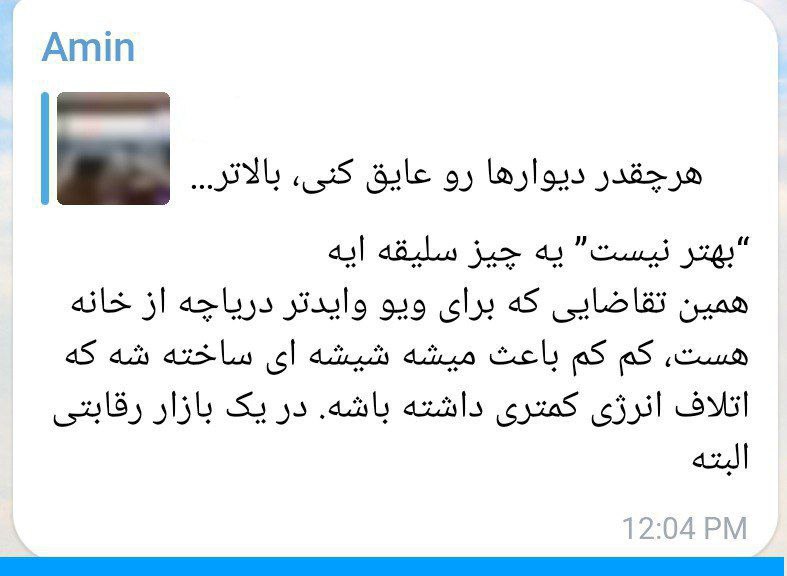 Amin
هرچقدر دیوارها رو عایق کنی، بالاتر...
“بهتر نیست” یه چیز سلیقه ایه
همین تقاضایی که برای ویو وایدتر دریاچه از خانه
هست، کم کم باعث میشه شیشه ای ساخته شه که
اتلاف انرژی کمتری داشته باشه. در یک بازار رقابتی
البته
12:04 PM